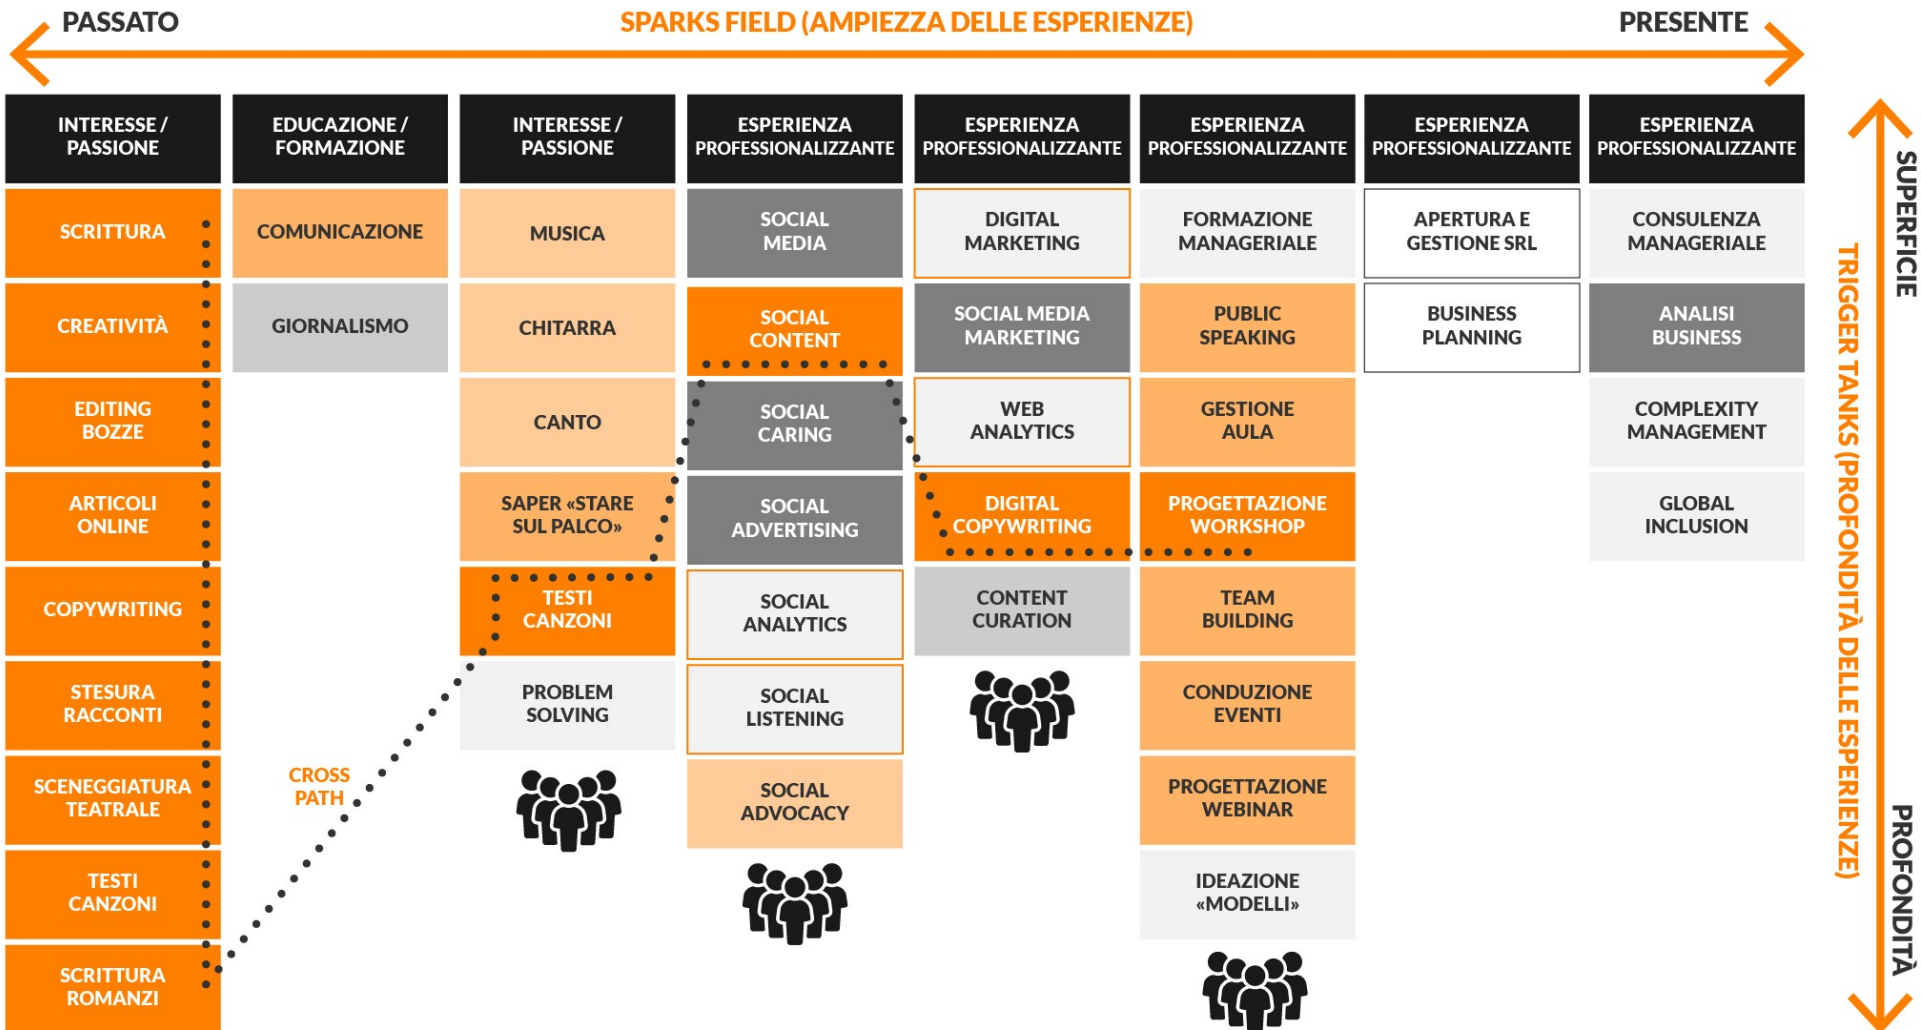 PASSATO
SPARKS FIELD (AMPIEZZA DELLE ESPERIENZE)
PRESENTE
INTERESSE /
PASSIONE
SCRITTURA
CREATIVITÀ
EDITING
BOZZE
ARTICOLI
ONLINE
COPYWRITING
STESURA
RACCONTI
SCENEGGIATURA
TEATRALE
TESTI
CANZONI
SCRITTURA
ROMANZI
EDUCAZIONE /
FORMAZIONE
COMUNICAZIONE
GIORNALISMO
CROSS
PATH
INTERESSE /
PASSIONE
MUSICA
CHITARRA
CANTO
SAPER «STARE
SUL PALCO»
TESTI
CANZONI
PROBLEM
SOLVING
ESPERIENZA
PROFESSIONALIZZANTE
SOCIAL
MEDIA
SOCIAL
CONTENT
SOCIAL
CARING
SOCIAL
ADVERTISING
SOCIAL
ANALYTICS
SOCIAL
LISTENING
SOCIAL
ADVOCACY
ESPERIENZA
PROFESSIONALIZZANTE
DIGITAL
MARKETING
SOCIAL MEDIA
MARKETING
WEB
ANALYTICS
DIGITAL
COPYWRITING
CONTENT
CURATION
ESPERIENZA
PROFESSIONALIZZANTE
FORMAZIONE
MANAGERIALE
PUBLIC
SPEAKING
GESTIONE
AULA
PROGETTAZIONE
WORKSHOP
TEAM
BUILDING
CONDUZIONE
EVENTI
PROGETTAZIONE
WEBINAR
IDEAZIONE
«MODELLI»
ESPERIENZA
PROFESSIONALIZZANTE
APERTURA E
GESTIONE SRL
BUSINESS
PLANNING
ESPERIENZA
PROFESSIONALIZZANTE
CONSULENZA
MANAGERIALE
ANALISI
BUSINESS
COMPLEXITY
MANAGEMENT
GLOBAL
INCLUSION
TRIGGER TANKS (PROFONDITÀ DELLE ESPERIENZE)
SUPERFICIE
PROFONDITÀ